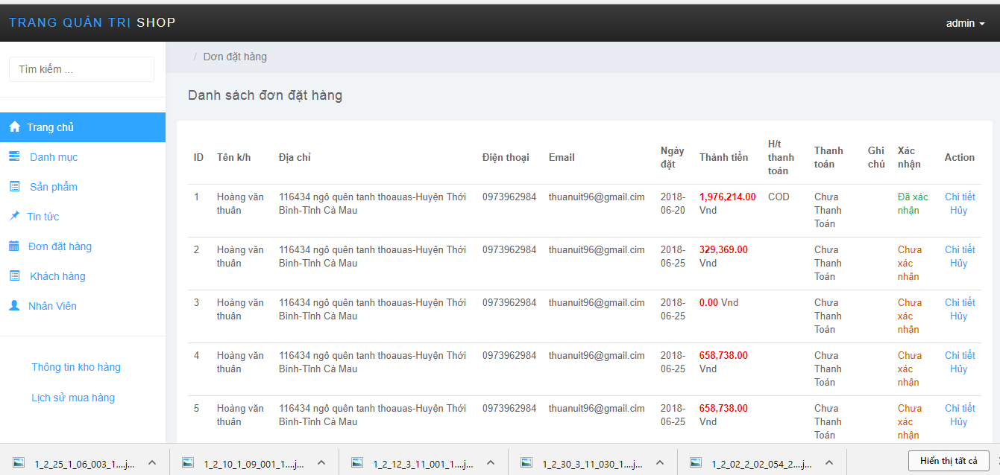 TRANG QUẢN TRỊ SHOP
admin
Tìm kiếm ...
/ Đơn đặt hàng
Danh sách đơn đặt hàng
Trang chủ
Danh mục
Sản phẩm
Tin tức
Đơn đặt hàng
Khách hàng
Nhân Viên
Thông tin kho hàng
Lịch sử mua hàng
ID Tên k/h Địa chỉ Điện thoại Email Ngày đặt Thành tiền H/t thanh toán Thanh toán Ghi chú Xác nhận Action
1 Hoàng văn thuân 116434 ngô quên tanh thoauas-Huyện Thới Bình-Tỉnh Cà Mau 0973962984 thuanuit96@gmail.cim 2018-06-20 1,976,214.00 Vnd COD Chưa Thanh Toán Đã xác nhận Chi tiết Hủy
2 Hoàng văn thuân 116434 ngô quên tanh thoauas-Huyện Thới Bình-Tỉnh Cà Mau 0973962984 thuanuit96@gmail.cim 2018-06-25 329,369.00 Vnd Chưa Thanh Toán Chưa xác nhận Chi tiết Hủy
3 Hoàng văn thuân 116434 ngô quên tanh thoauas-Huyện Thới Bình-Tỉnh Cà Mau 0973962984 thuanuit96@gmail.cim 2018-06-25 0.00 Vnd Chưa Thanh Toán Chưa xác nhận Chi tiết Hủy
4 Hoàng văn thuân 116434 ngô quên tanh thoauas-Huyện Thới Bình-Tỉnh Cà Mau 0973962984 thuanuit96@gmail.cim 2018-06-25 658,738.00 Vnd Chưa Thanh Toán Chưa xác nhận Chi tiết Hủy
5 Hoàng văn thuân 116434 ngô quên tanh thoauas-Huyện Thới Bình-Tỉnh Cà Mau 0973962984 thuanuit96@gmail.cim 2018-06-25 658,738.00 Vnd Chưa Thanh Toán Chưa xác nhận Chi tiết Hủy
1_2_25_1_06_003_1....j... 1_2_10_1_09_001_1....j... 1_2_12_3_11_001_1....j... 1_2_30_3_11_030_1....j... 1_2_02_2_02_054_2....j... Hiển thị tất cả